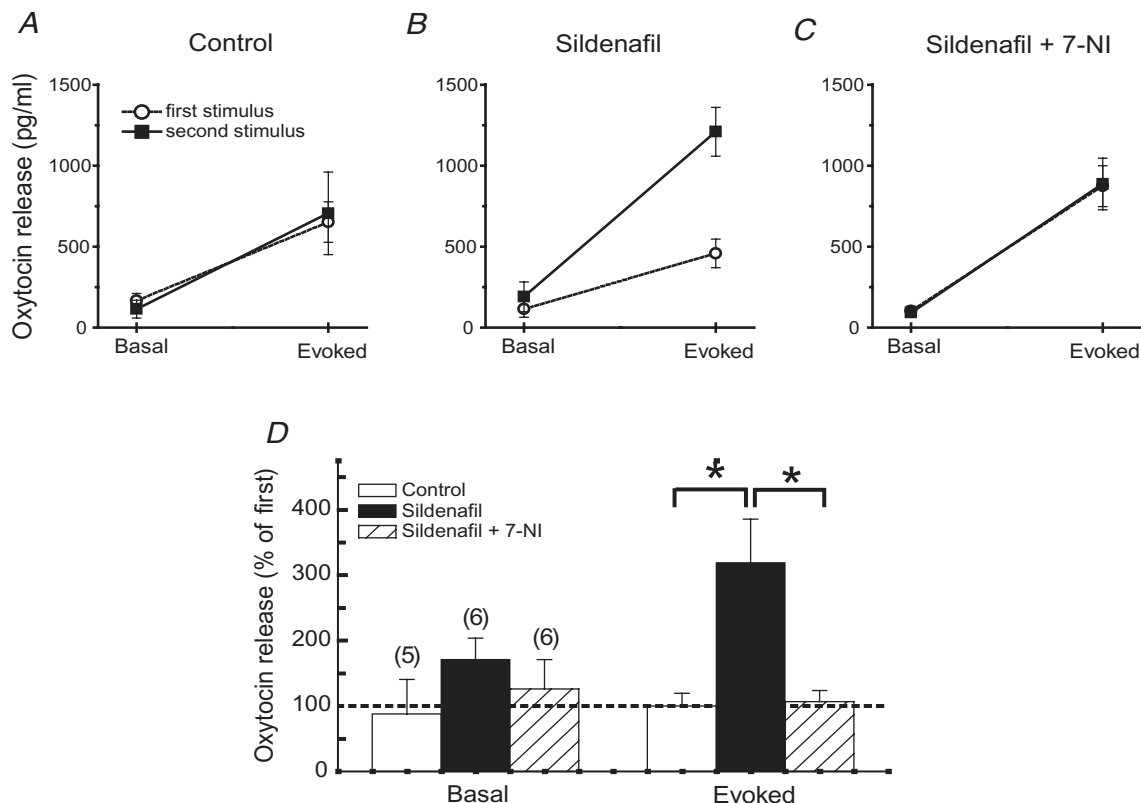 A
Control
B
Sildenafil
C
Sildenafil + 7-NI
Oxytocin release (pg/ml)
1500
1000
500
0
first stimulus
second stimulus
Basal
Evoked
1500
1000
500
0
Basal
Evoked
1500
1000
500
0
Basal
Evoked
D
Oxytocin release (% of first)
400
300
200
100
0
Control
Sildenafil
Sildenafil + 7-NI
(5)
(6)
(6)
*
*
Basal
Evoked